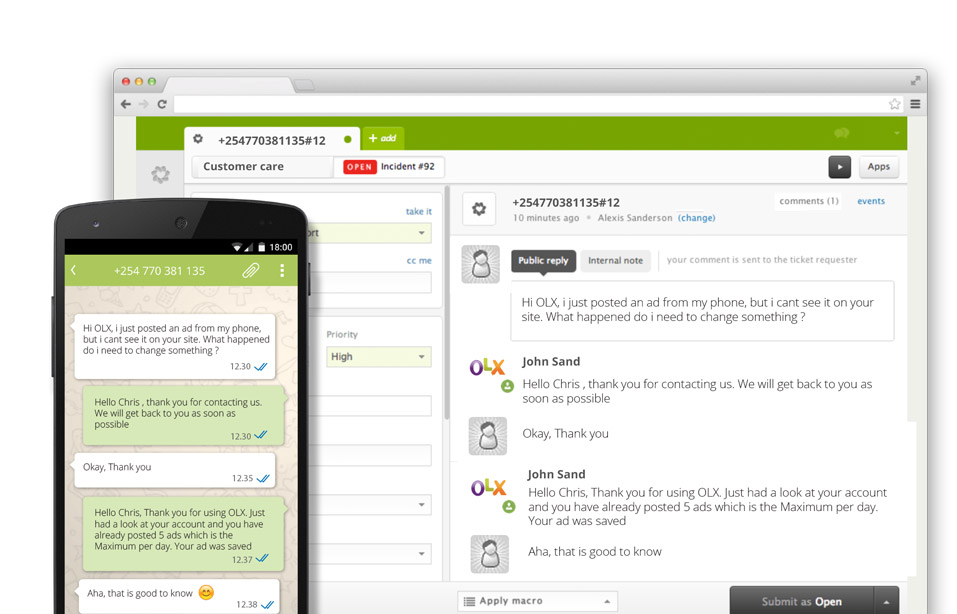 +254770381135#12
+ add
Customer care
OPEN Incident #92
Apps
take it
ort
cc me
Priority
High
+254770381135#12
10 minutes ago Alexis Sanderson (change)
comments (1)
events
Public reply
Internal note
your comment is sent to the ticket requester
Hi OLX, i just posted an ad from my phone, but i cant see it on your
site. What happened do i need to change something ?
OLX
John Sand
Hello Chris , thank you for contacting us. We will get back to you as
soon as possible
Okay, Thank you
OLX
John Sand
Hello Chris, Thank you for using OLX. Just had a look at your account
and you have already posted 5 ads which is the Maximum per day.
Your ad was saved
Aha, that is good to know
Apply macro
Submit as Open
18:00
+254 770 381 135
Hi OLX, i just posted an ad from my phone,
but i cant see it on your site. What happened
do i need to change something ?
12.30
Hello Chris , thank you for contacting us.
We will get back to you as soon as
possible
12.30
Okay, Thank you
12.35
Hello Chris, Thank you for using OLX. Just
had a look at your account and you have
already posted 5 ads which is the
Maximum per day. Your ad was saved
12.37
Aha, that is good to know
12.38